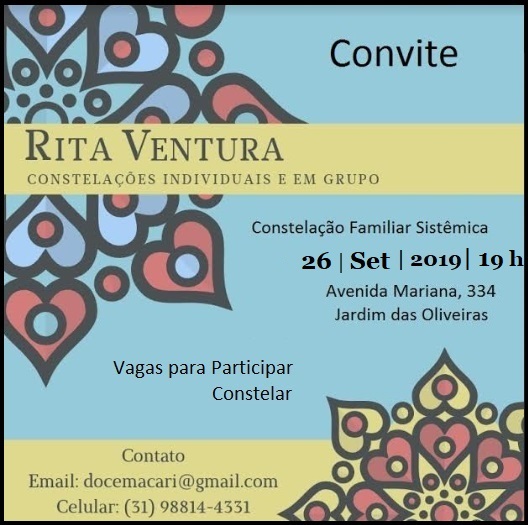 Convite
RITA VENTURA
CONSTELAÇÕES INDIVIDUAIS E EM GRUPO
Constelação Familiar Sistêmica
26 | Set | 2019| 19 h
Avenida Mariana, 334
Jardim das Oliveiras
Vagas para Participar
Constelar
Contato
Email: docemacari@gmail.com
Celular: (31) 98814-4331